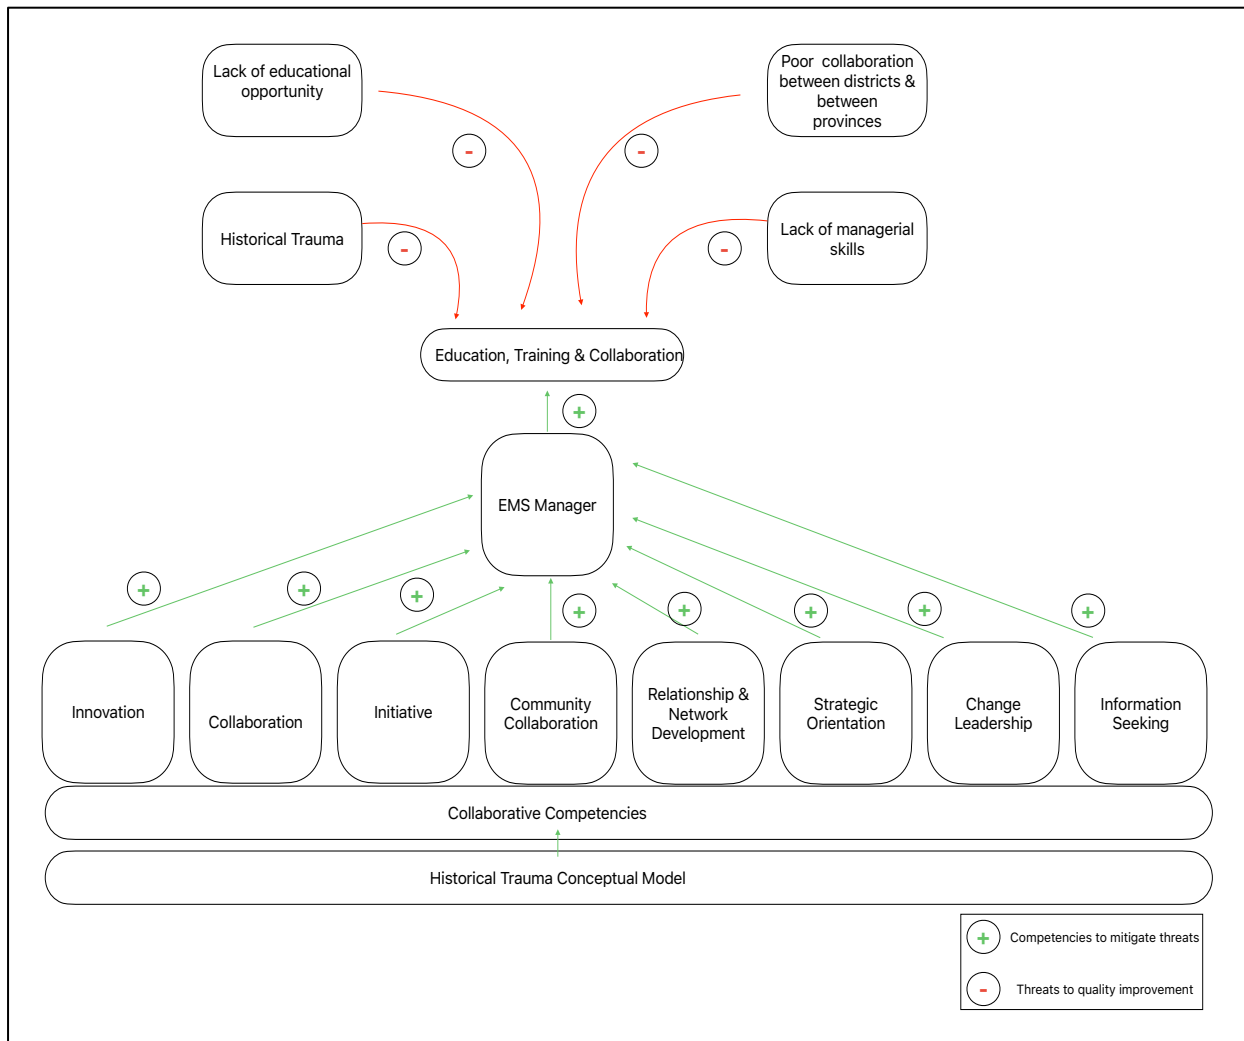 Lack of educational
opportunity
Poor collaboration
between districts &
between
provinces
-
-
Historical Trauma
-
Lack of managerial
skills
-
Education, Training & Collaboration
+
EMS Manager
+
+
+
+
+
+
+
+
Innovation
Collaboration
Initiative
Community
Collaboration
Relationship &
Network
Development
Strategic
Orientation
Change
Leadership
Information
Seeking
Collaborative Competencies
Historical Trauma Conceptual Model
+ Competencies to mitigate threats
- Threats to quality improvement